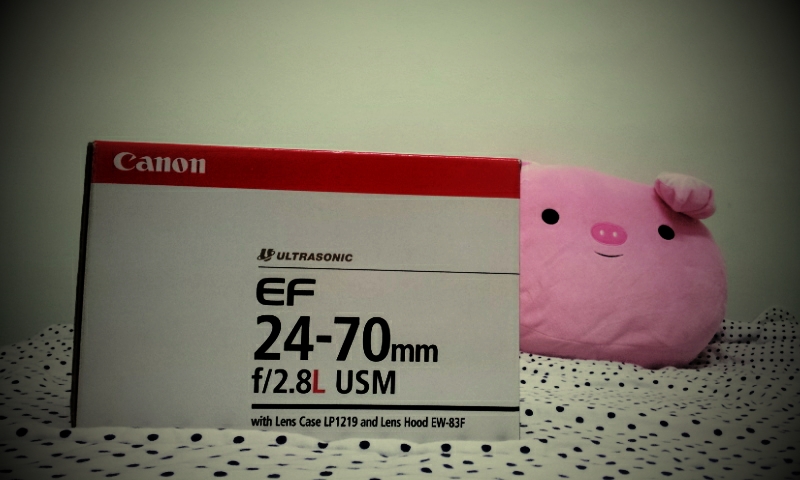 Canon
ULTRASONIC
EF
24-70mm
f/2.8L USM
with Lens Case LP1219 and Lens Hood EW-83F